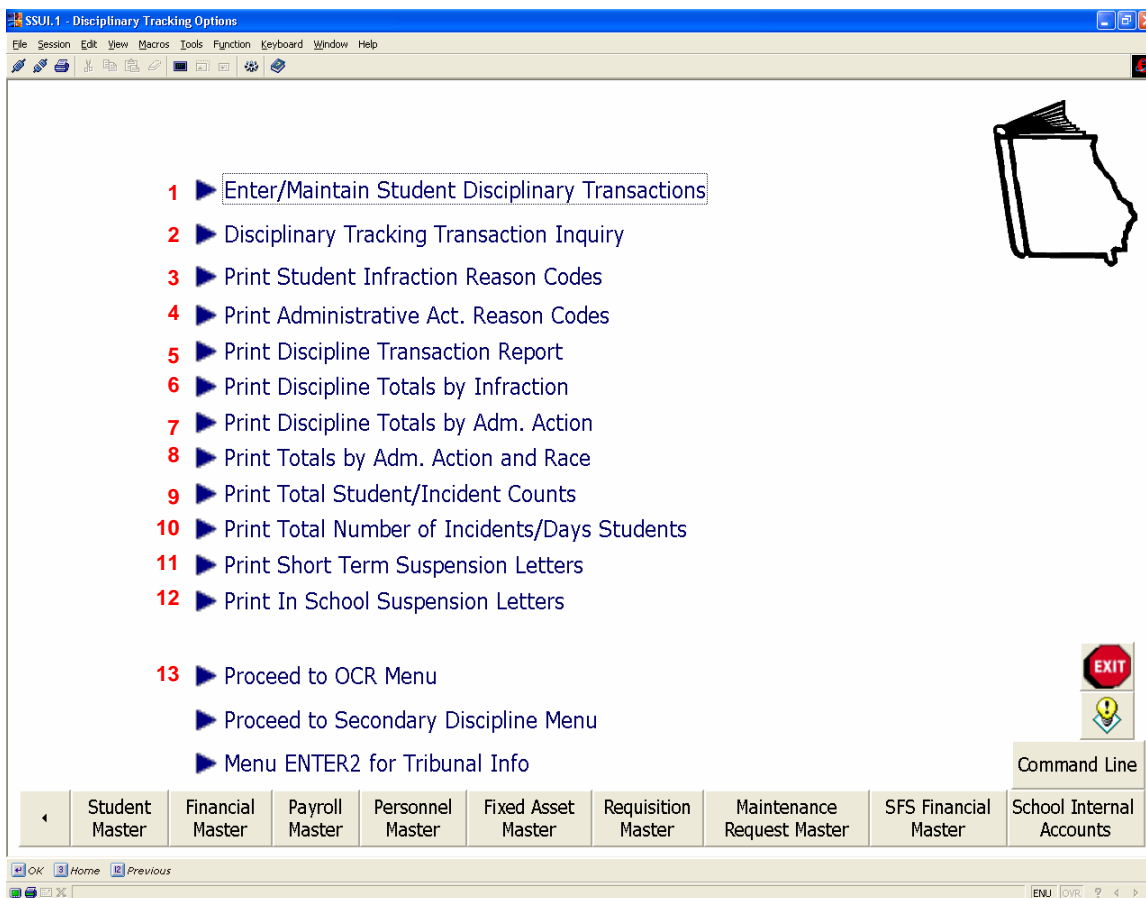 SSUI.1 - Disciplinary Tracking Options
File Session Edit View Macros Tools Function Keyboard Window Help
1 Enter/Maintain Student Disciplinary Transactions
2 Disciplinary Tracking Transaction Inquiry
3 Print Student Infraction Reason Codes
4 Print Administrative Act. Reason Codes
5 Print Discipline Transaction Report
6 Print Discipline Totals by Infraction
7 Print Discipline Totals by Adm. Action
8 Print Totals by Adm. Action and Race
9 Print Total Student/Incident Counts
10 Print Total Number of Incidents/Days Students
11 Print Short Term Suspension Letters
12 Print In School Suspension Letters
13 Proceed to OCR Menu
EXIT
Proceed to Secondary Discipline Menu
Menu ENTER2 for Tribunal Info
Command Line
Student Master
Financial Master
Payroll Master
Personnel Master
Fixed Asset Master
Requisition Master
Maintenance Request Master
SFS Financial Master
School Internal Accounts
OK 3 Home 12 Previous
ENU OVR ?